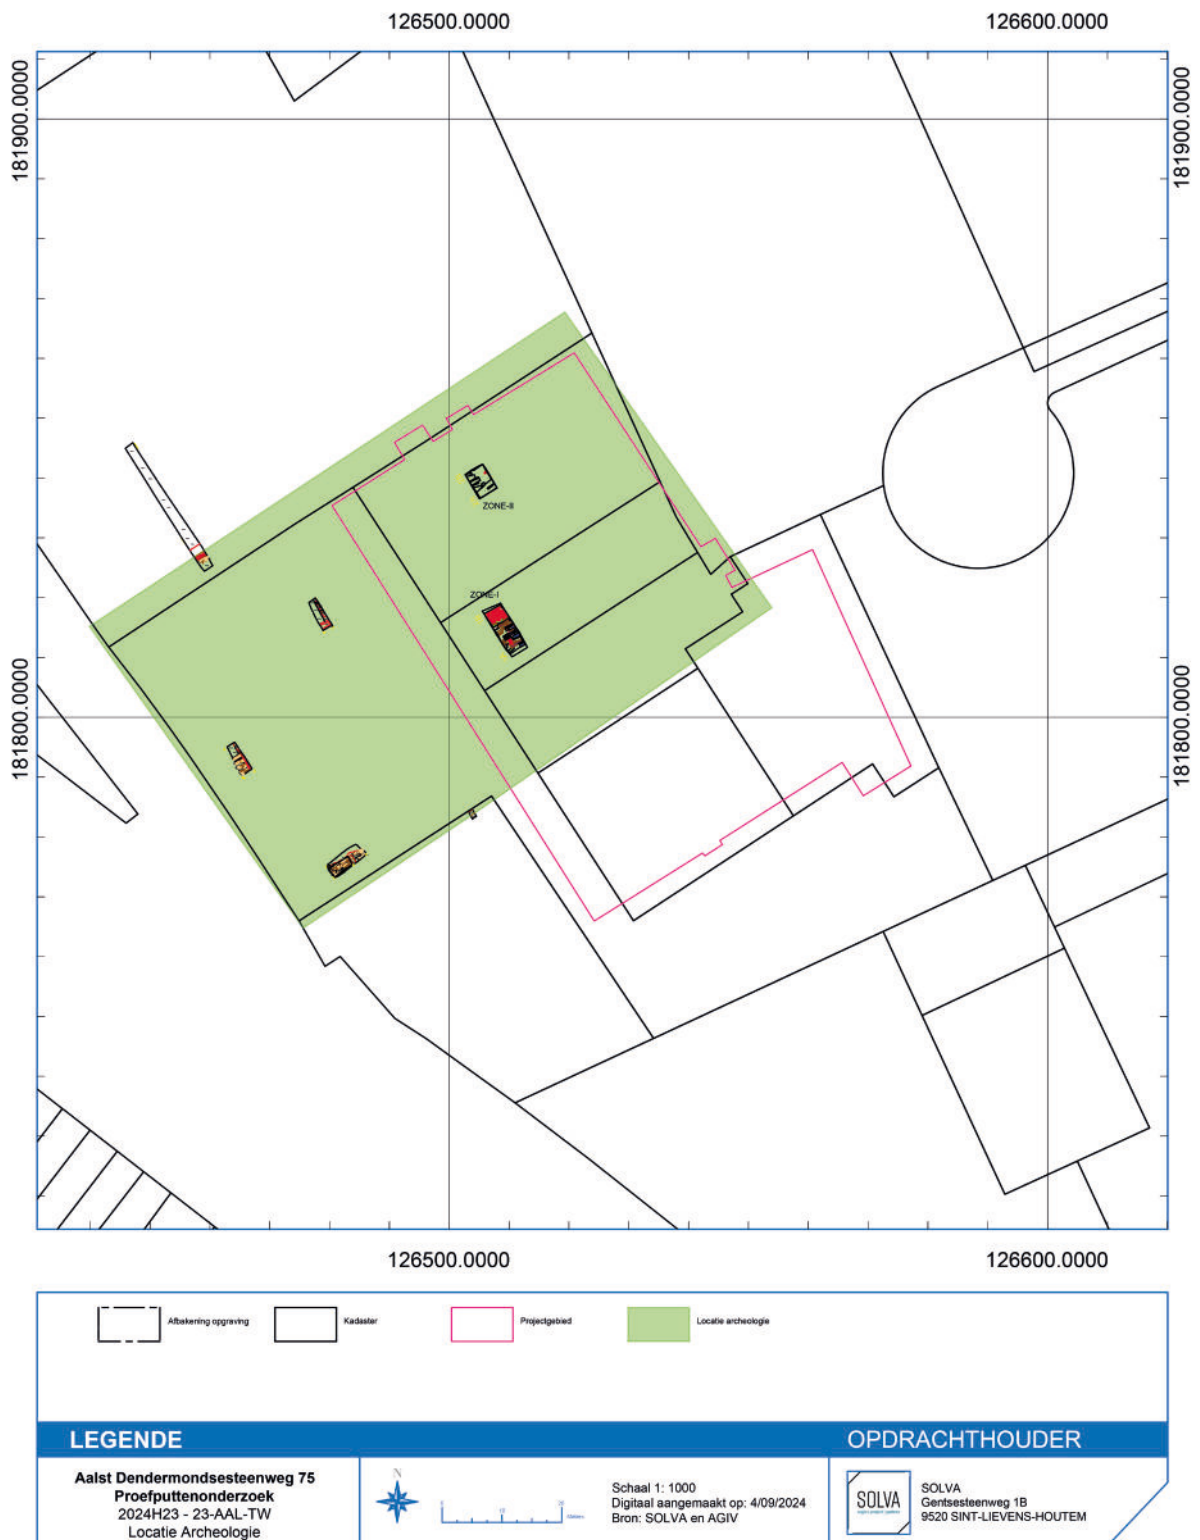 126500.0000
126600.0000
181900.0000
181900.0000
ZONE-II
ZONE-I
181800.0000
181800.0000
126500.0000
126600.0000
Afbakening opgraving
Kadaster
Projectgebied
Locatie archeologie
LEGENDE
OPDRACHTHOUDER
Aalst Dendermondsesteenweg 75
Proefputtenonderzoek
2024H23 - 23-AAL-TW
Locatie Archeologie
N
0 10 20
Schaal 1: 1000
Digitaal aangemaakt op: 4/09/2024
Bron: SOLVA en AGIV
SOLVA
SOLVA
Gentsesteenweg 1B
9520 SINT-LIEVENS-HOUTEM